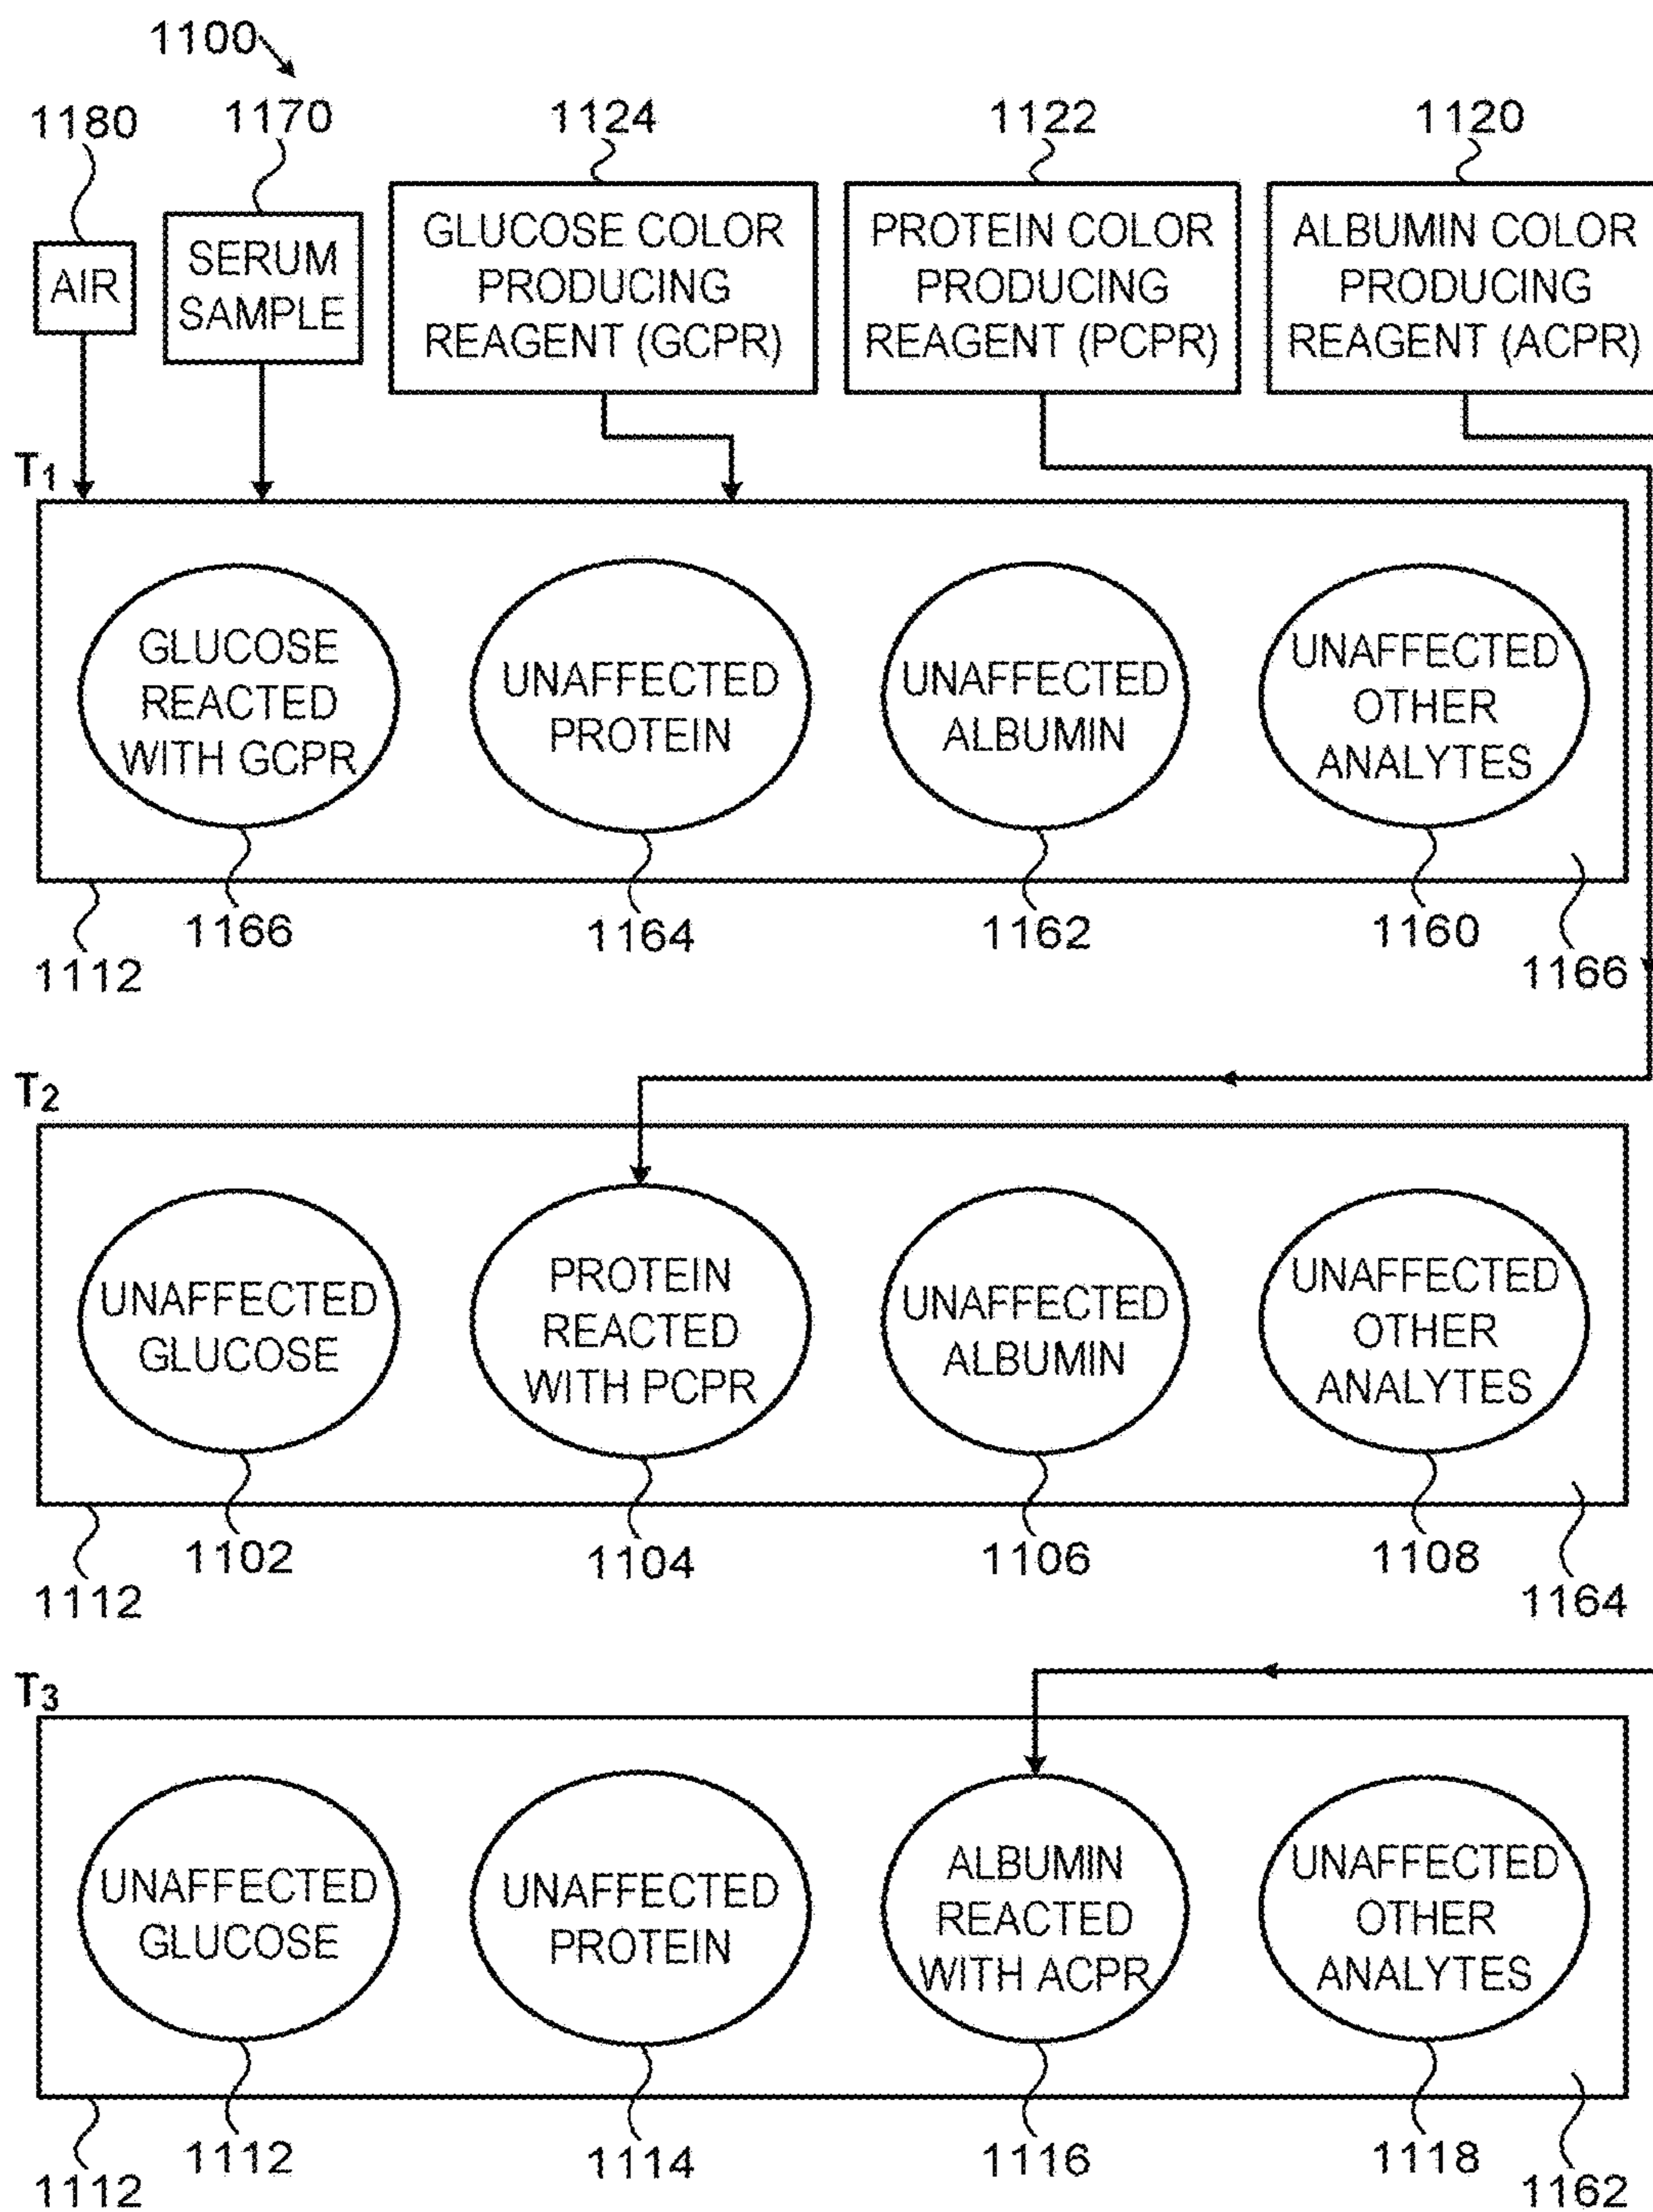 1100
1180
1170
1124
1122
1120
AIR
SERUM
SAMPLE
GLUCOSE COLOR
PRODUCING
REAGENT (GCPR)
PROTEIN COLOR
PRODUCING
REAGENT (PCPR)
ALBUMIN COLOR
PRODUCING
REAGENT (ACPR)
T1
GLUCOSE
REACTED
WITH GCPR
UNAFFECTED
PROTEIN
UNAFFECTED
ALBUMIN
UNAFFECTED
OTHER
ANALYTES
1112
1166
1164
1162
1160
1166
T2
UNAFFECTED
GLUCOSE
PROTEIN
REACTED
WITH PCPR
UNAFFECTED
ALBUMIN
UNAFFECTED
OTHER
ANALYTES
1112
1102
1104
1106
1108
1164
T3
UNAFFECTED
GLUCOSE
UNAFFECTED
PROTEIN
ALBUMIN
REACTED
WITH ACPR
UNAFFECTED
OTHER
ANALYTES
1112
1112
1114
1116
1118
1162